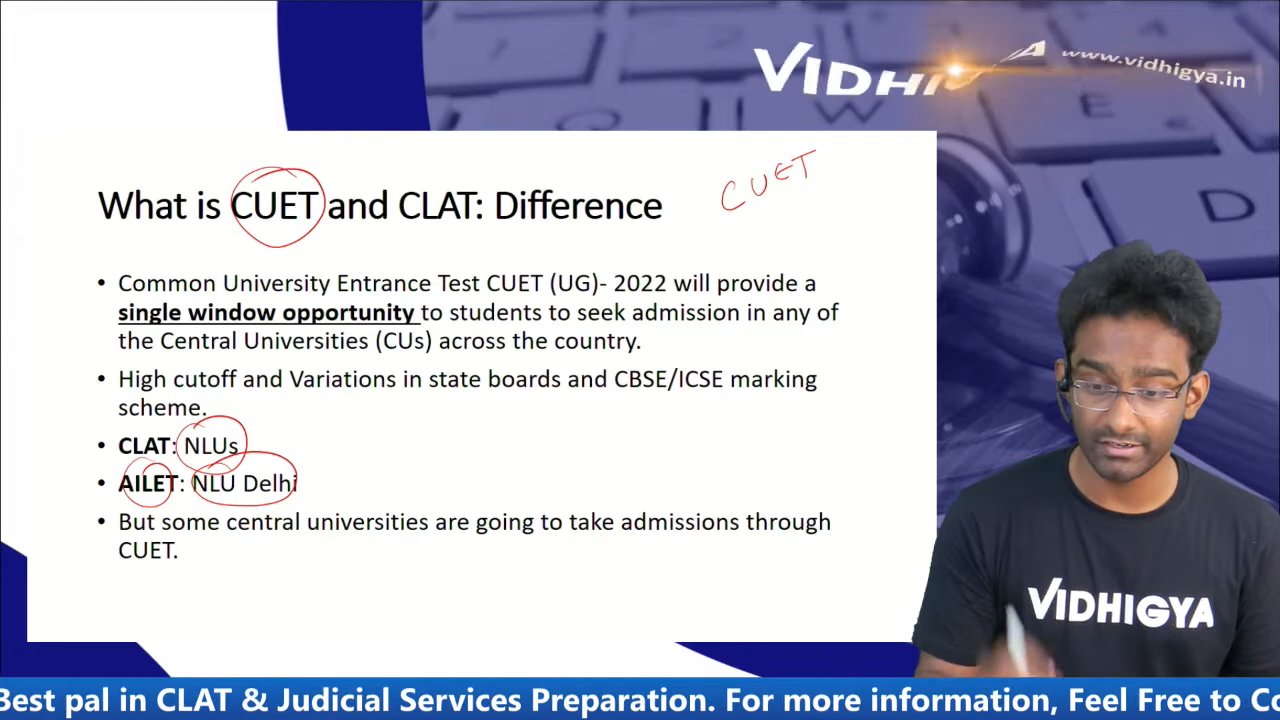 VIDHIGYA www.vidhigya.in
CUET
What is CUET and CLAT: Difference
• Common University Entrance Test CUET (UG)- 2022 will provide a
single window opportunity to students to seek admission in any of
the Central Universities (CUs) across the country.
• High cutoff and Variations in state boards and CBSE/ICSE marking
scheme.
• CLAT: NLUs
• AILET: NLU Delhi
• But some central universities are going to take admissions through
CUET.
VIDHIGYA
Best pal in CLAT & Judicial Services Preparation. For more information, Feel Free to Co